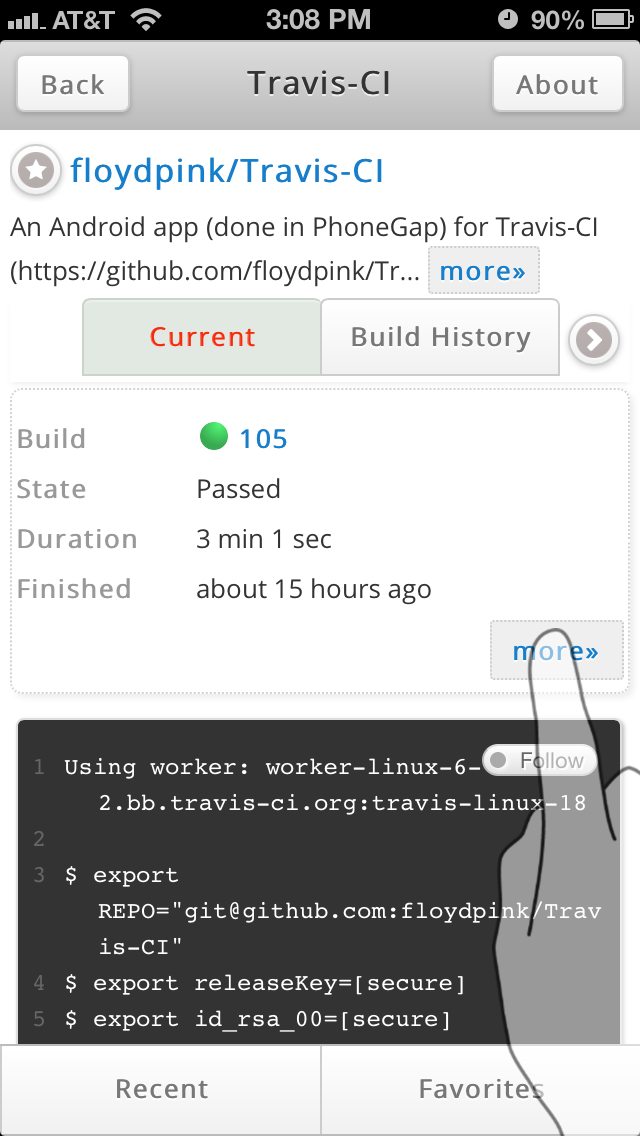 AT&T 3:08 PM 90%
Back Travis-CI About
floydpink/Travis-CI
An Android app (done in PhoneGap) for Travis-CI
(https://github.com/floydpink/Tr... more»
Current Build History
Build 105
State Passed
Duration 3 min 1 sec
Finished about 15 hours ago
more»
Follow
1 Using worker: worker-linux-6-
2.bb.travis-ci.org:travis-linux-18
2
3 $ export
REPO="git@github.com:floydpink/Trav
is-CI"
4 $ export releaseKey=[secure]
5 $ export id_rsa_00=[secure]
Recent Favorites